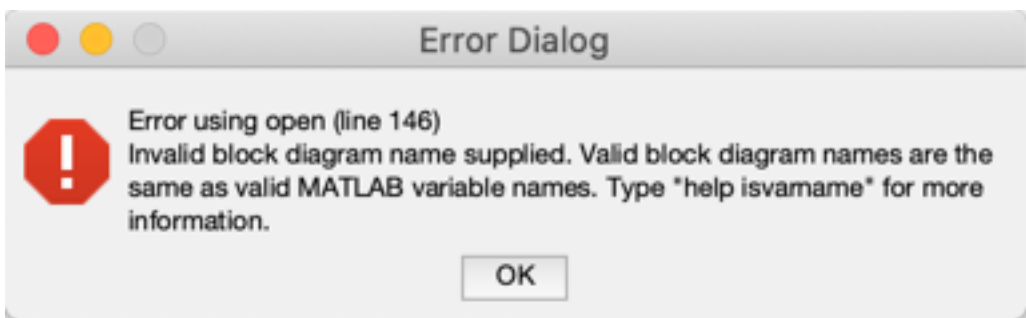 Error Dialog
Error using open (line 146)
Invalid block diagram name supplied. Valid block diagram names are the
same as valid MATLAB variable names. Type "help isvarname" for more
information.
OK